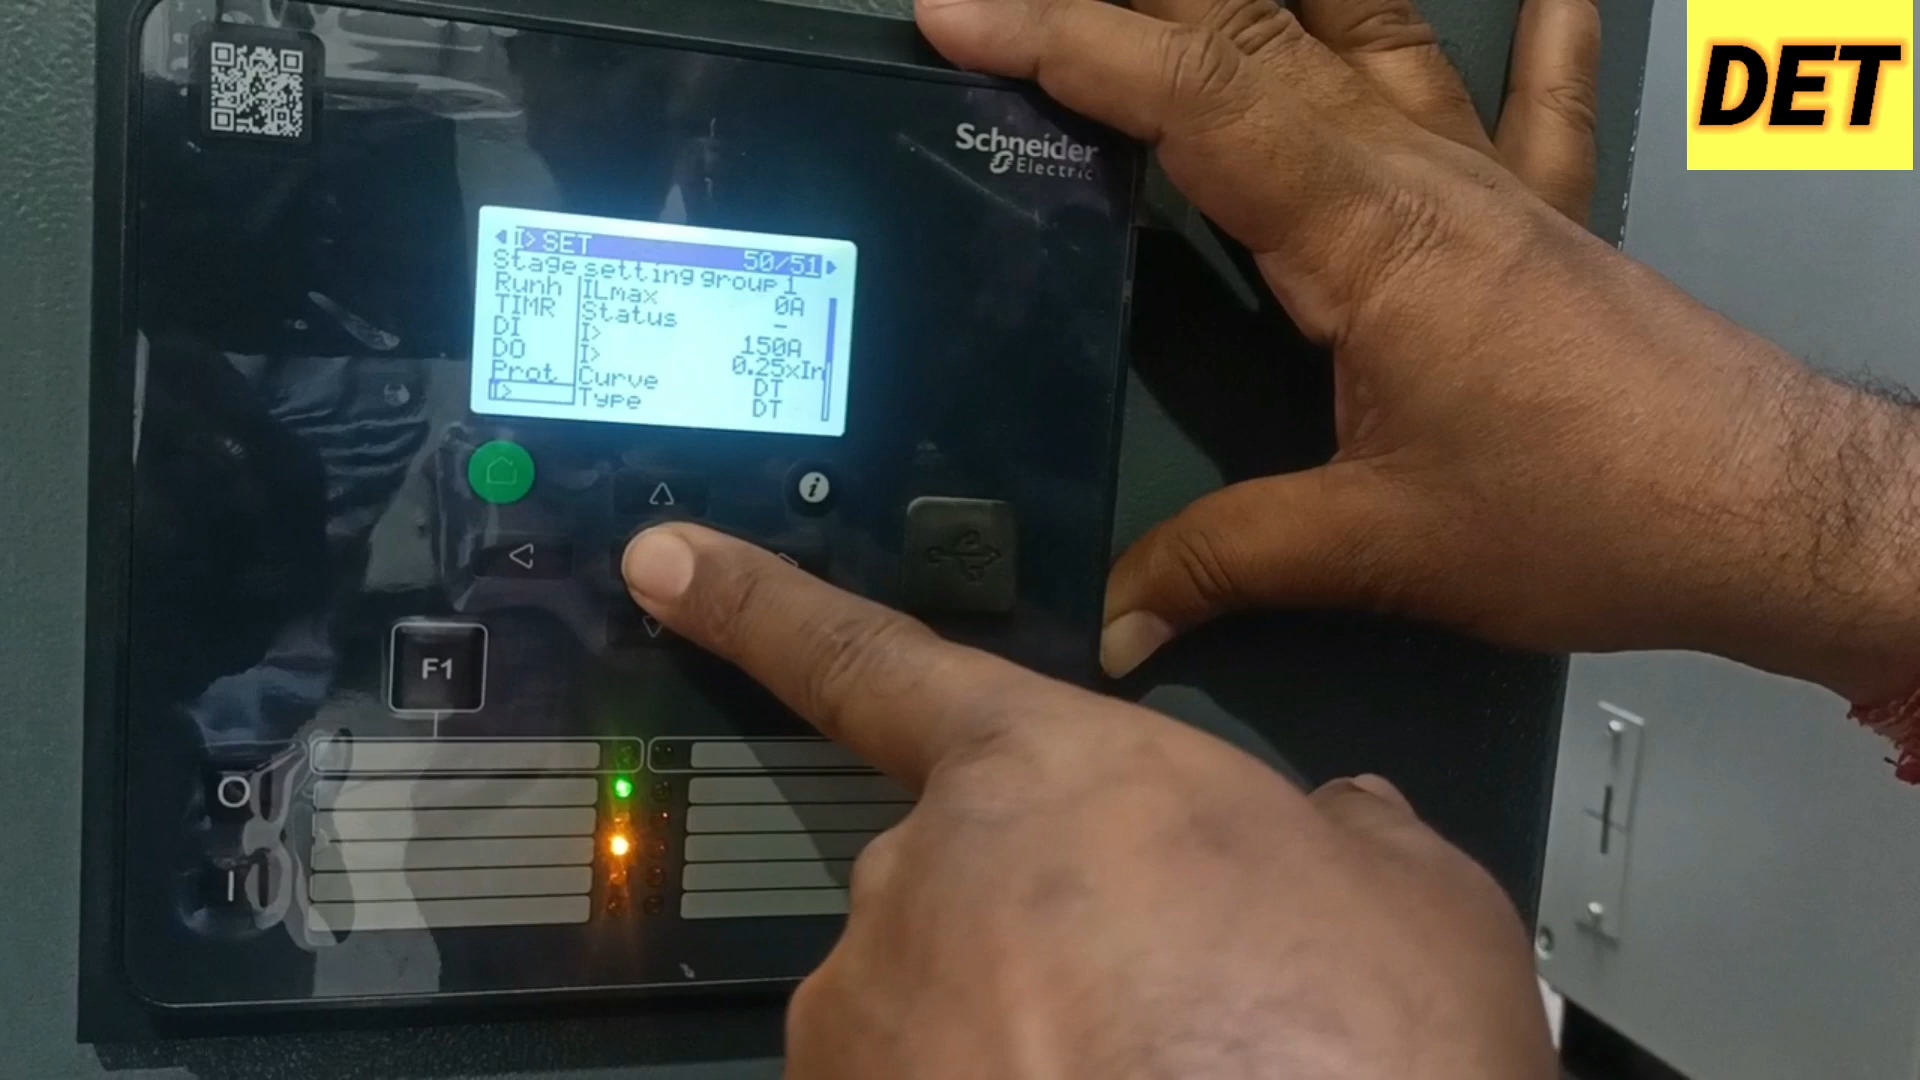 DET
Schneider
Electric
I> SET 50/51
Stage setting group 1
Runh
TIMR
DI
DO
Prot
I>
ILmax 0A
Status -
I> 150A
I> 0.25xIn
Curve DT
Type DT
i
F1
O
I